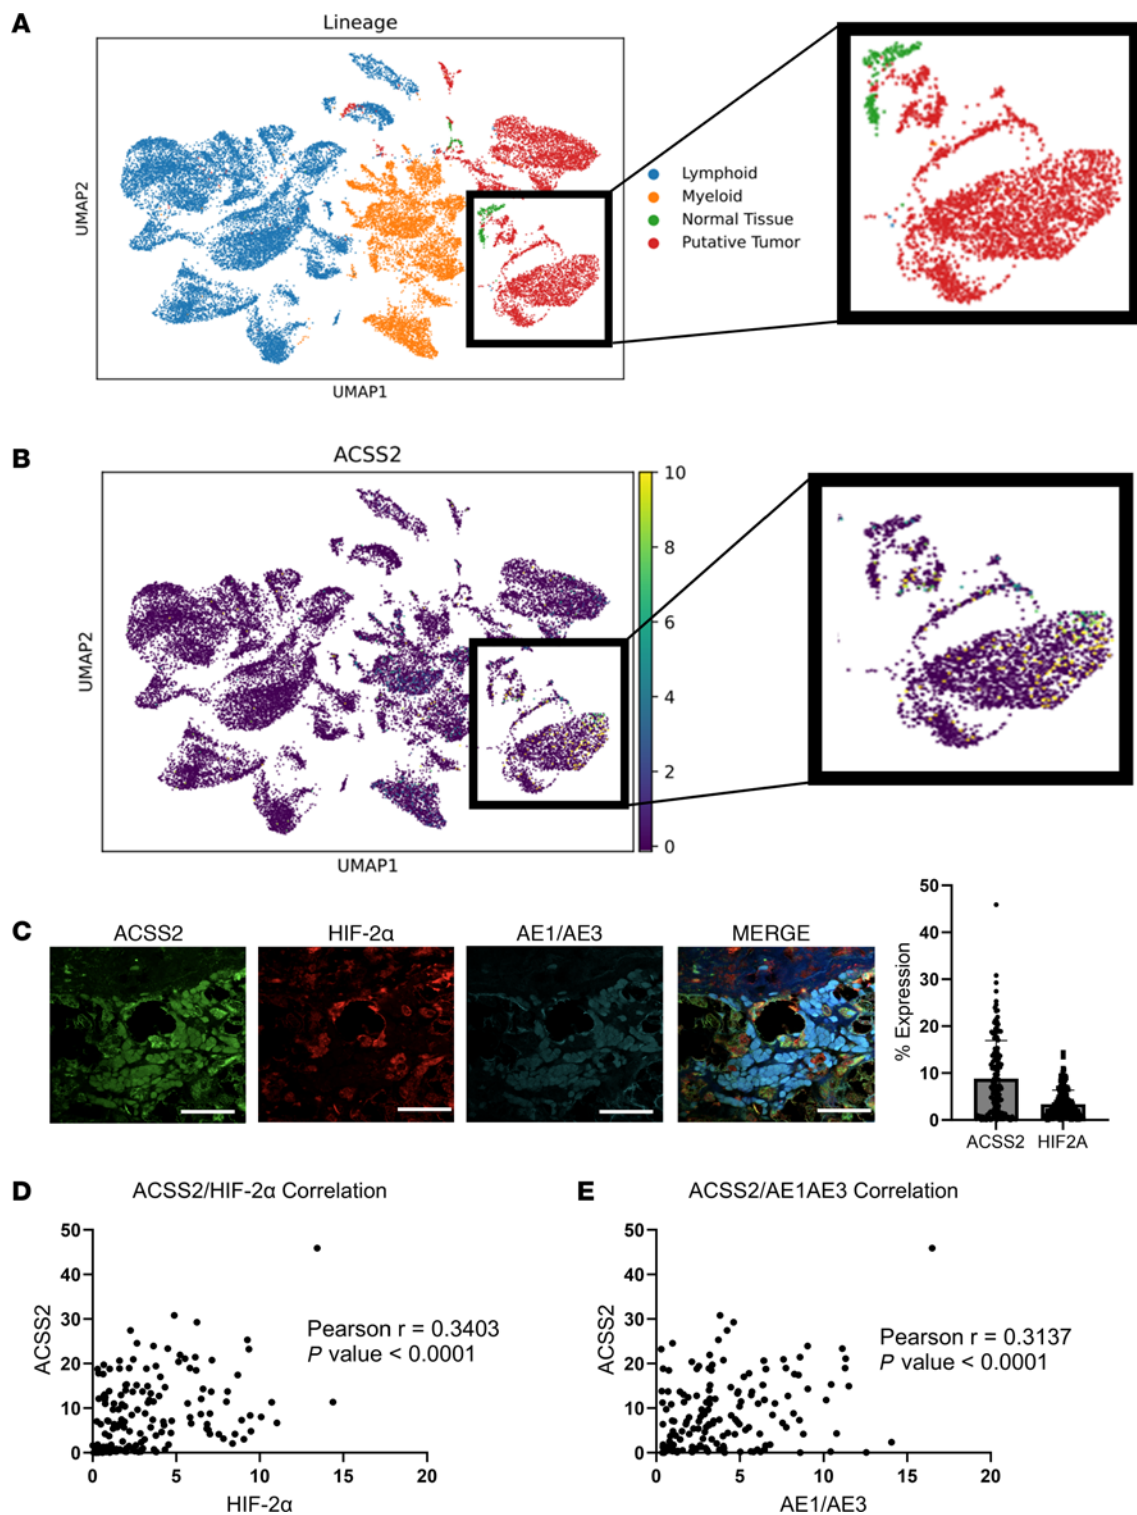 A
Lineage
UMAP2
UMAP1
Lymphoid
Myeloid
Normal Tissue
Putative Tumor
B
ACSS2
UMAP2
UMAP1
10
8
6
4
2
0
C
ACSS2
HIF-2α
AE1/AE3
MERGE
% Expression
50
40
30
20
10
0
ACSS2
HIF2A
D
ACSS2/HIF-2α Correlation
ACSS2
50
40
30
20
10
0
Pearson r = 0.3403
P value < 0.0001
0
5
10
15
20
HIF-2α
E
ACSS2/AE1AE3 Correlation
ACSS2
50
40
30
20
10
0
Pearson r = 0.3137
P value < 0.0001
0
5
10
15
20
AE1/AE3